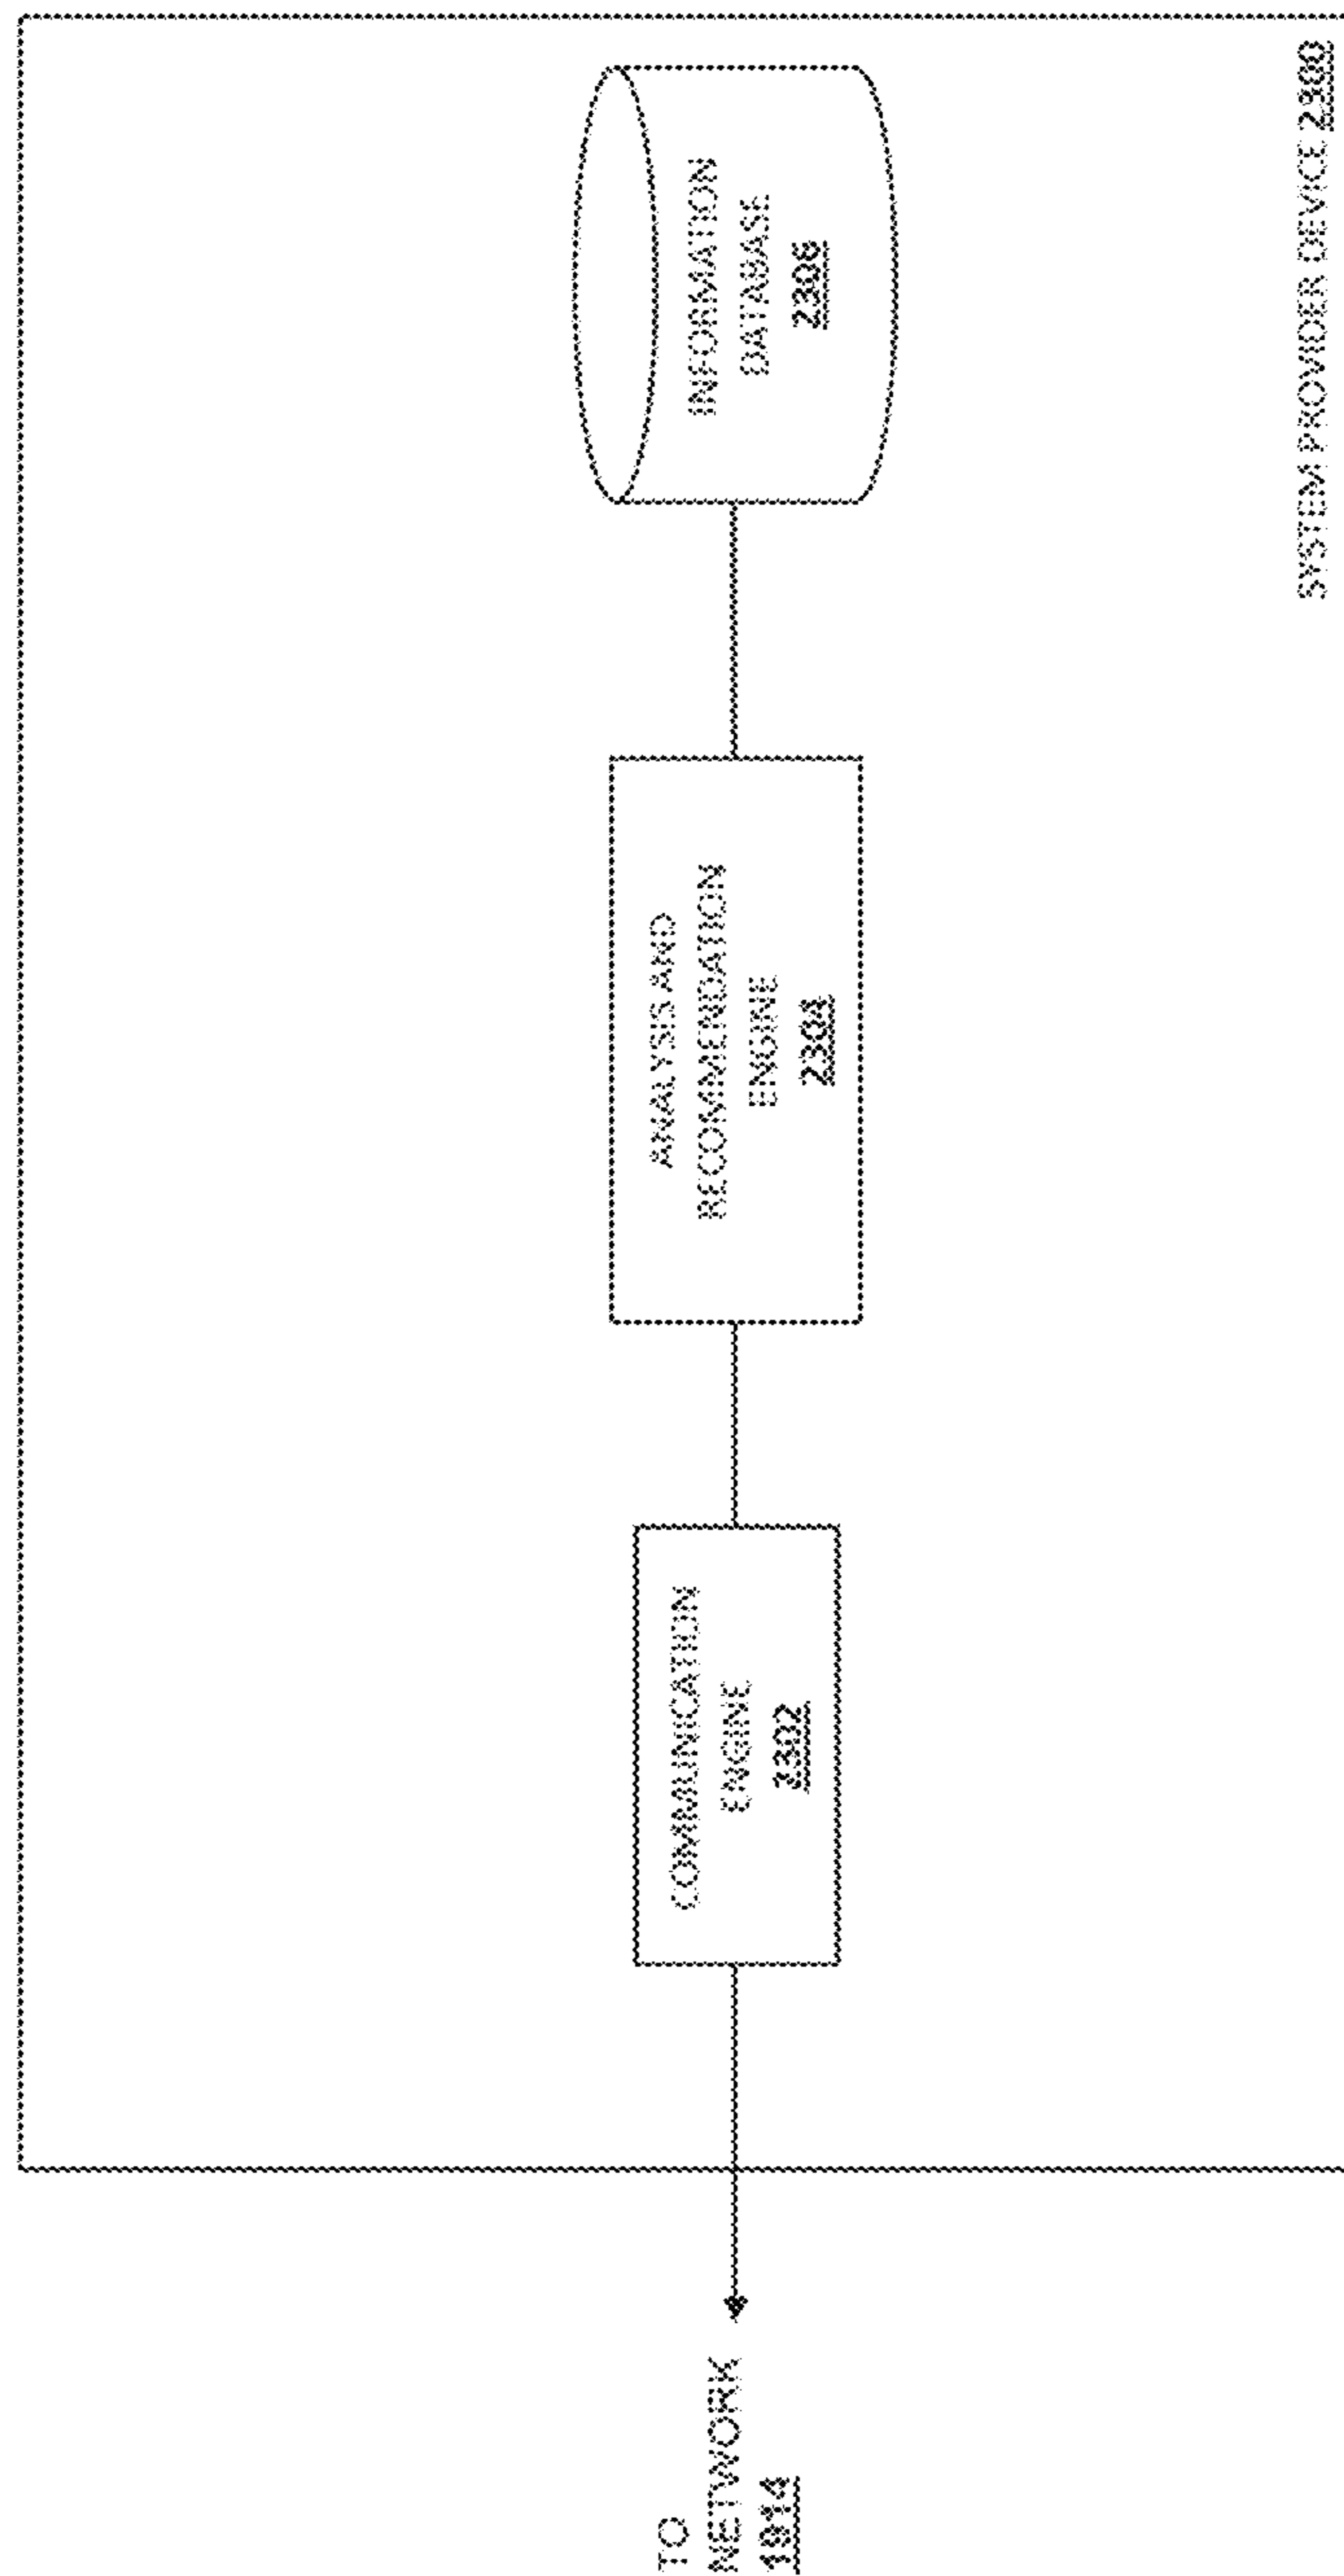 TO
NETWORK
1914
COMMUNICATION
ENGINE
2302
ANALYSIS AND
RECOMMENDATION
ENGINE
2304
INFORMATION
DATABASE
2306
SYSTEM PROVIDER DEVICE 2300